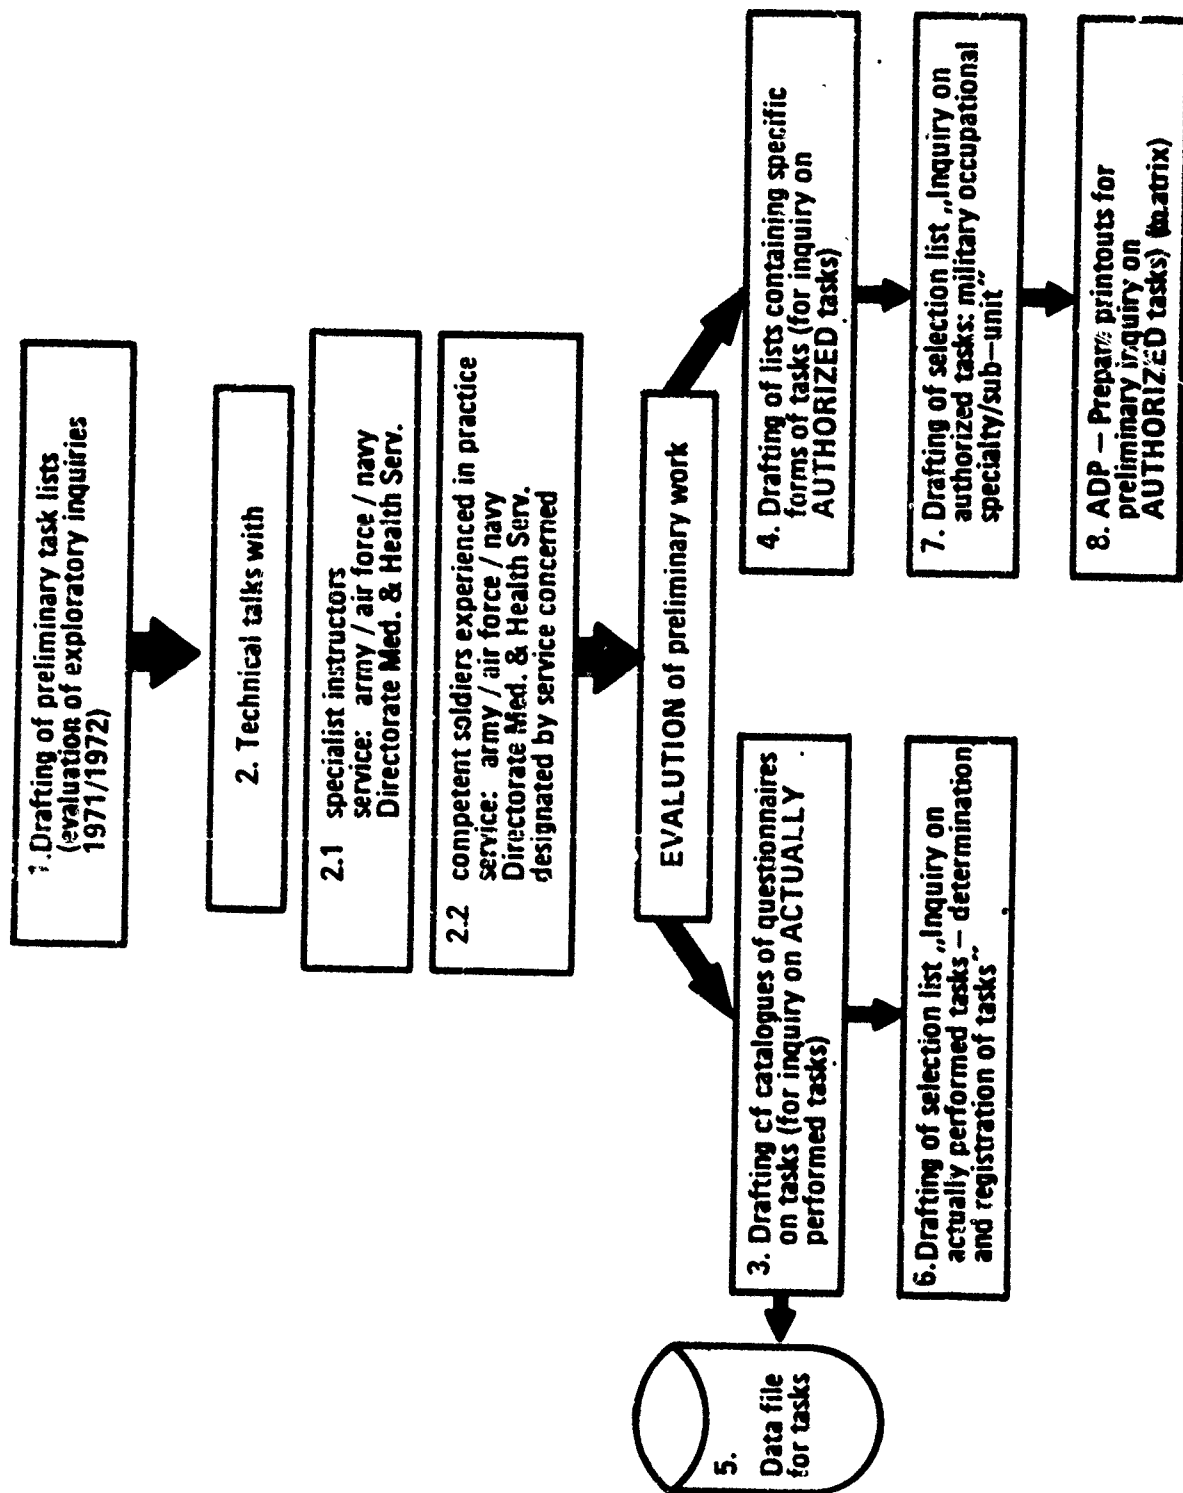 1. Drafting of preliminary task lists
(evaluation of exploratory inquiries
1971/1972)
2. Technical talks with
2.1 specialist instructors
service: army / air force / navy
Directorate Med. & Health Serv.
2.2 competent soldiers experienced in practice
service: army / air force / navy
Directorate Med. & Health Serv.
designated by service concerned
EVALUTION of preliminary work
3. Drafting cf catalogues of questionnaires
on tasks (for inquiry on ACTUALLY
performed tasks)
4. Drafting of lists containing specific
forms of tasks (for inquiry on
AUTHORIZED tasks)
5.
Data file
for tasks
6. Drafting of selection list „Inquiry on
actually performed tasks – determination
and registration of tasks”
7. Drafting of selection list „Inquiry on
authorized tasks: military occupational
specialty/sub–unit”
8. ADP – Prepare printouts for
preliminary inquiry on
AUTHORIZED tasks) (matrix)